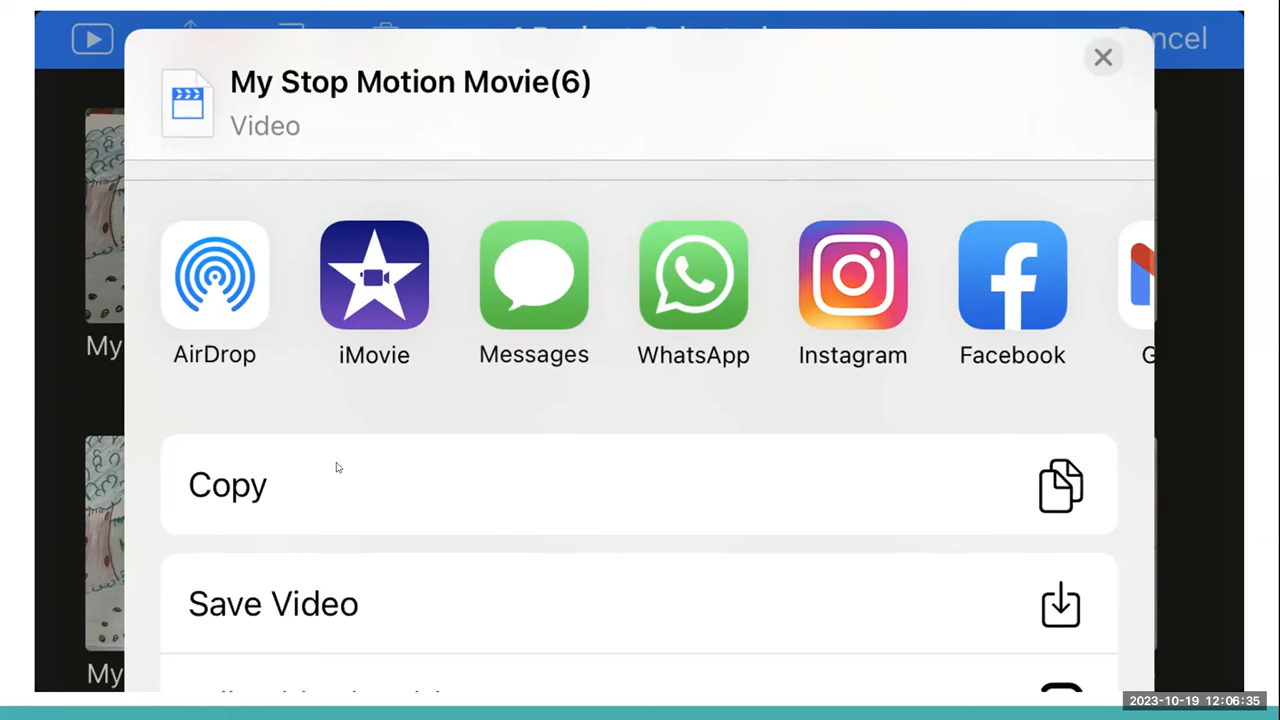 ncel
My Stop Motion Movie(6)
Video
AirDrop
iMovie
Messages
WhatsApp
Instagram
Facebook
G
My
Copy
Save Video
My
2023-10-19 12:06:35